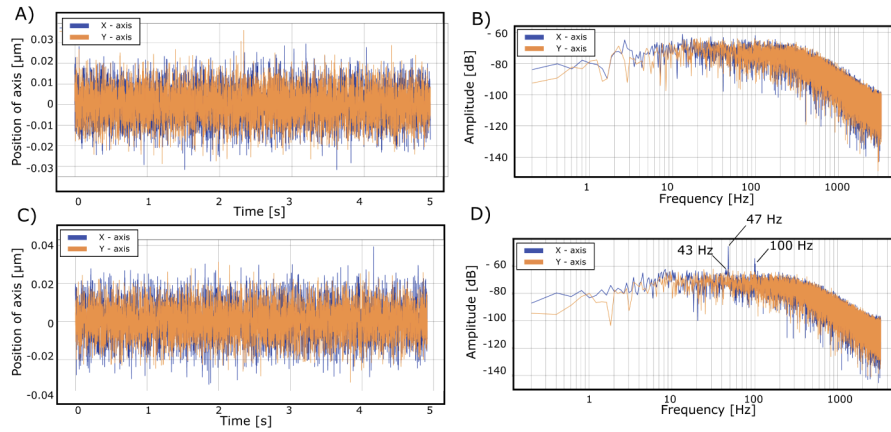 A)
X - axis
Y - axis
Position of axis [µm]
0.03
0.02
0.01
0
-0.01
-0.02
-0.03
0 1 2 3 4 5
Time [s]
B)
X - axis
Y - axis
Amplitude [dB]
- 60
-80
-100
-120
-140
1 10 100 1000
Frequency [Hz]
C)
X - axis
Y - axis
Position of axis [µm]
0.04
0.02
0
-0.02
-0.04
0 1 2 3 4 5
Time [s]
D)
47 Hz
43 Hz
100 Hz
X - axis
Y - axis
Amplitude [dB]
-60
-80
-100
-120
-140
1 10 100 1000
Frequency [Hz]